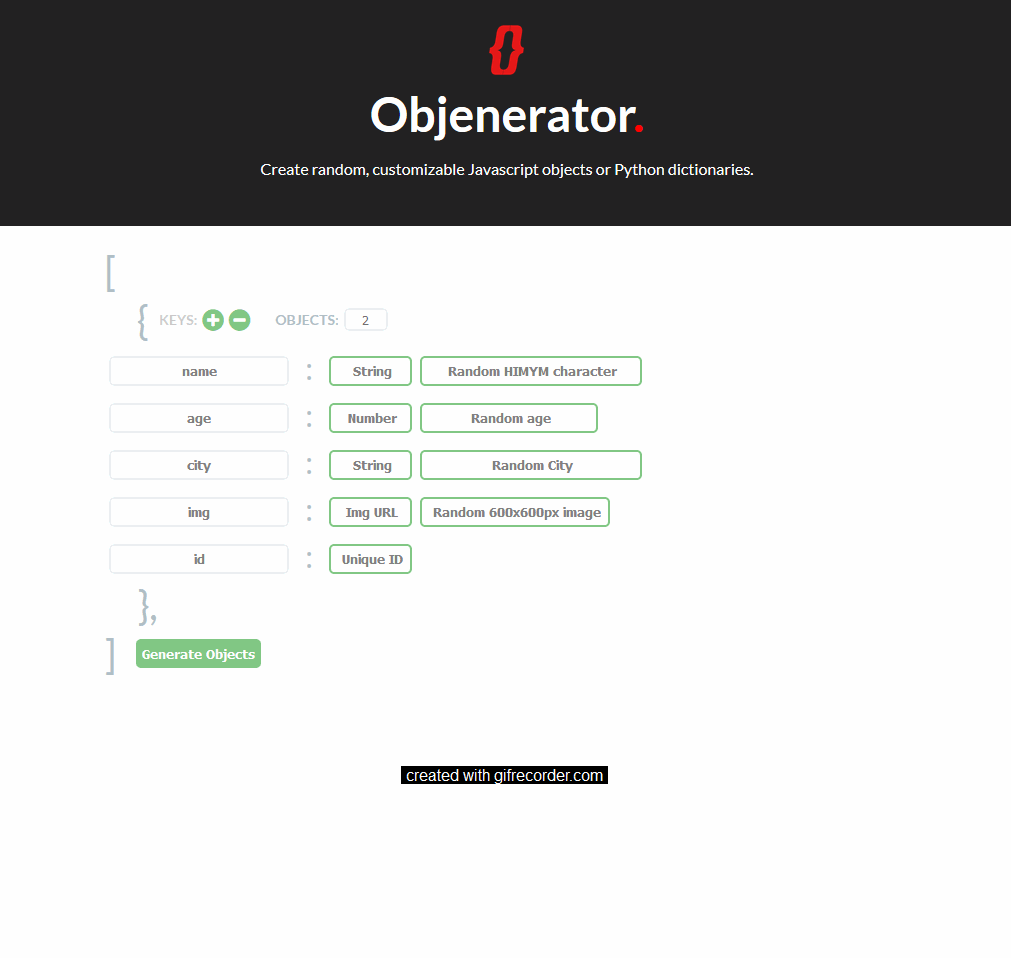 {}
Objenerator.
Create random, customizable Javascript objects or Python dictionaries.
[
{ KEYS: + − OBJECTS: 2
name : String Random HIMYM character
age : Number Random age
city : String Random City
img : Img URL Random 600x600px image
id : Unique ID
},
] Generate Objects
created with gifrecorder.com